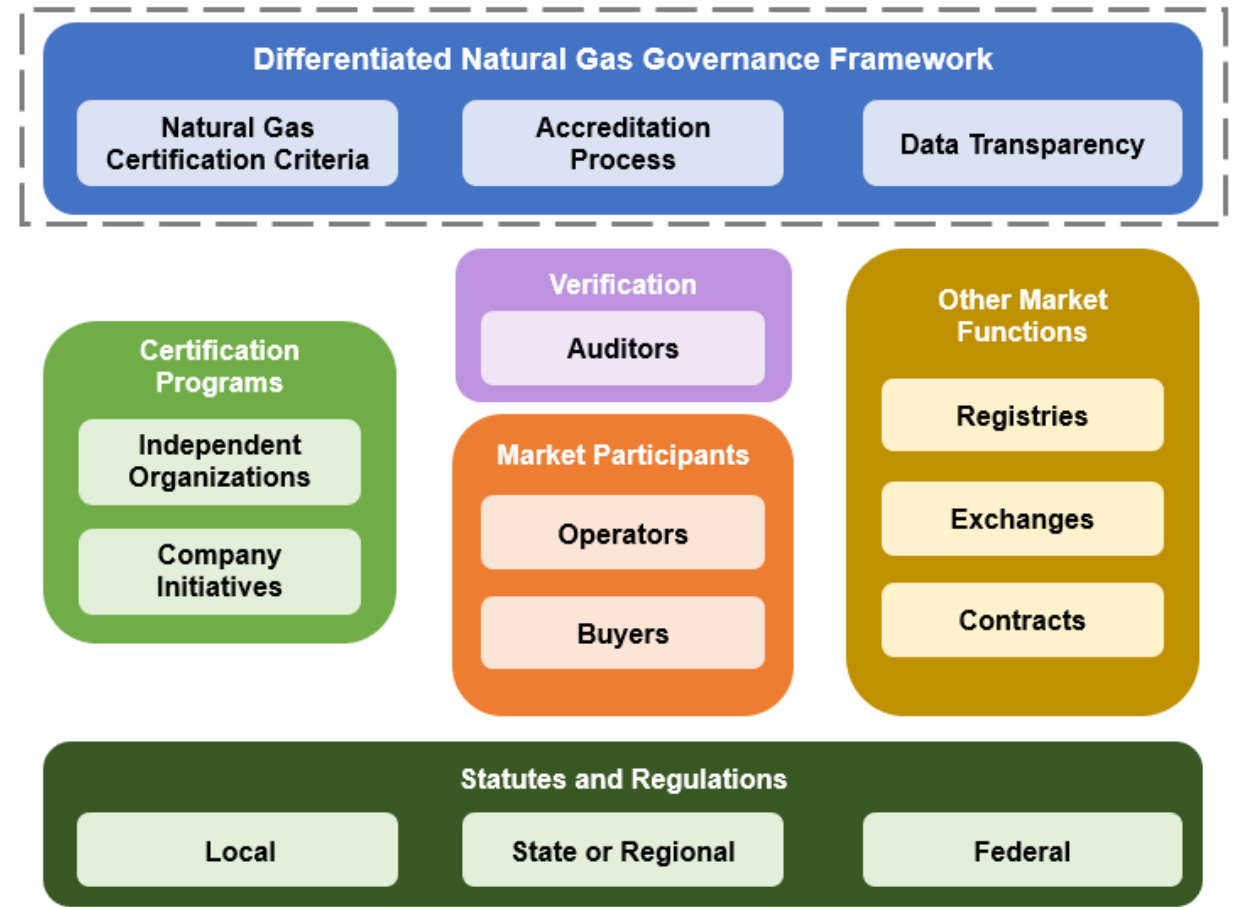 Differentiated Natural Gas Governance Framework
Natural Gas
Certification Criteria
Accreditation
Process
Data Transparency
Certification
Programs
Independent
Organizations
Company
Initiatives
Verification
Auditors
Market Participants
Operators
Buyers
Other Market
Functions
Registries
Exchanges
Contracts
Statutes and Regulations
Local
State or Regional
Federal